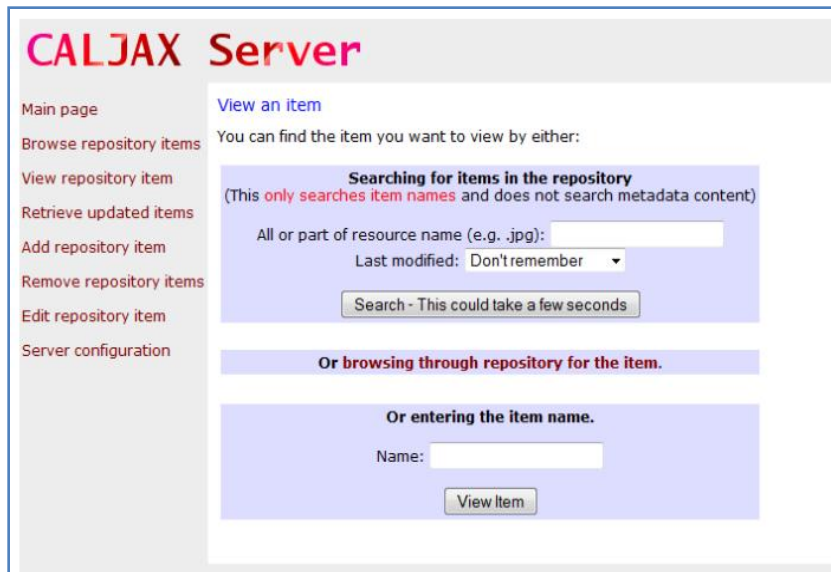 CALJAX Server
Main page
Browse repository items
View repository item
Retrieve updated items
Add repository item
Remove repository items
Edit repository item
Server configuration
View an item
You can find the item you want to view by either:
Searching for items in the repository
(This only searches item names and does not search metadata content)
All or part of resource name (e.g. .jpg):
Last modified: Don't remember
Search - This could take a few seconds
Or browsing through repository for the item.
Or entering the item name.
Name:
View Item